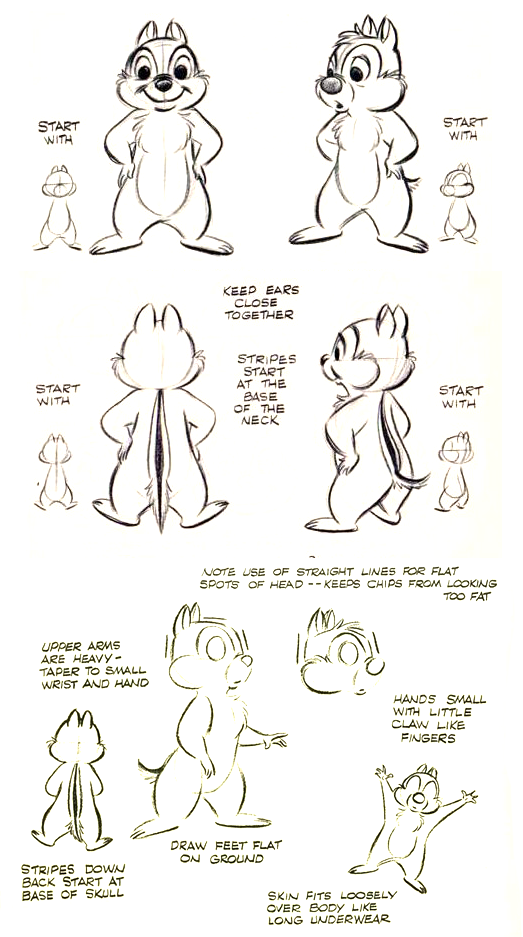 START
WITH
START
WITH
KEEP EARS
CLOSE
TOGETHER
STRIPES
START
AT THE
BASE
OF THE
NECK
START
WITH
START
WITH
NOTE USE OF STRAIGHT LINES FOR FLAT
SPOTS OF HEAD -- KEEPS CHIPS FROM LOOKING
TOO FAT
UPPER ARMS
ARE HEAVY-
TAPER TO SMALL
WRIST AND HAND
HANDS SMALL
WITH LITTLE
CLAW LIKE
FINGERS
DRAW FEET FLAT
ON GROUND
STRIPES DOWN
BACK START AT
BASE OF SKULL
SKIN FITS LOOSELY
OVER BODY LIKE
LONG UNDERWEAR